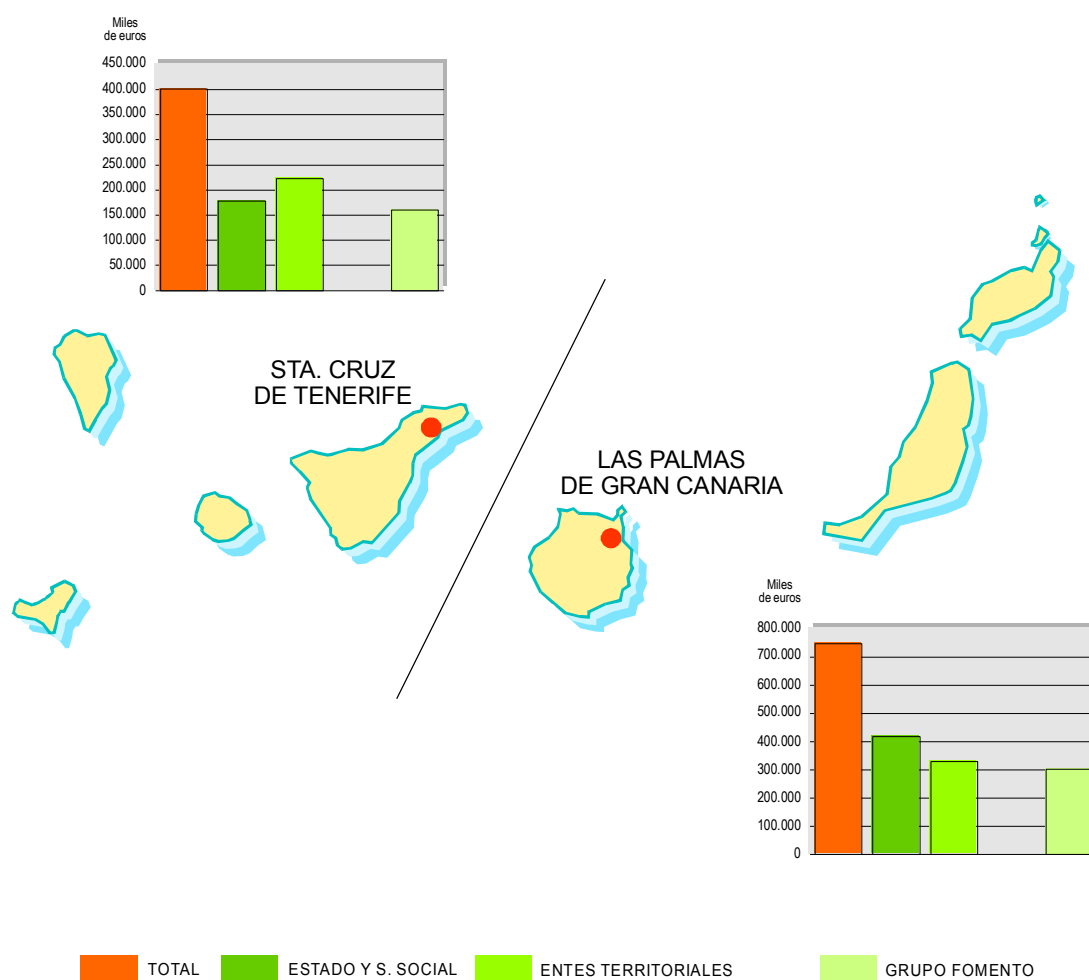 Miles
de euros
450.000
400.000
350.000
300.000
250.000
200.000
150.000
100.000
50.000
0
STA. CRUZ
DE TENERIFE
LAS PALMAS
DE GRAN CANARIA
Miles
de euros
800.000
700.000
600.000
500.000
400.000
300.000
200.000
100.000
0
TOTAL ESTADO Y S. SOCIAL ENTES TERRITORIALES GRUPO FOMENTO